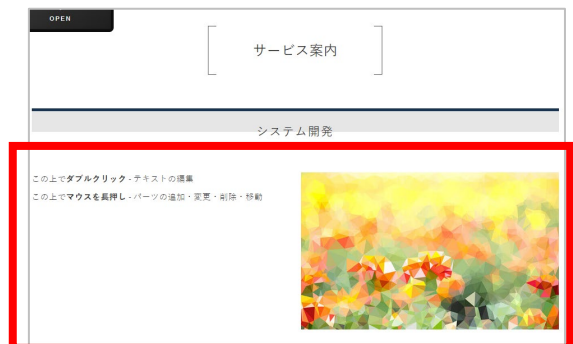 OPEN
サービス案内
システム開発
この上でダブルクリック - テキストの編集
この上でマウスを長押し - パーツの追加・変更・削除・移動